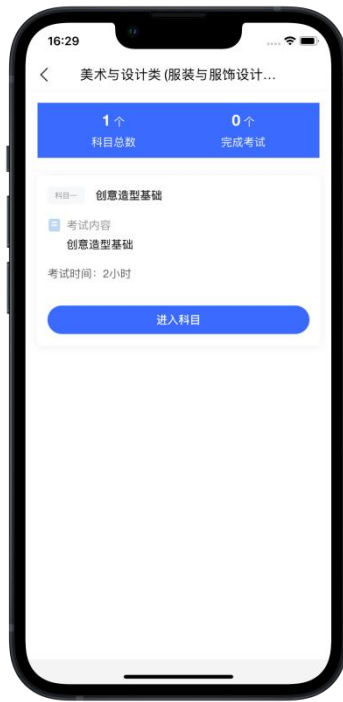 16:29
美术与设计类 (服装与服饰设计...
1 个
0 个
科目总数
完成考试
科目一
创意造型基础
考试内容
创意造型基础
考试时间：2小时
进入科目